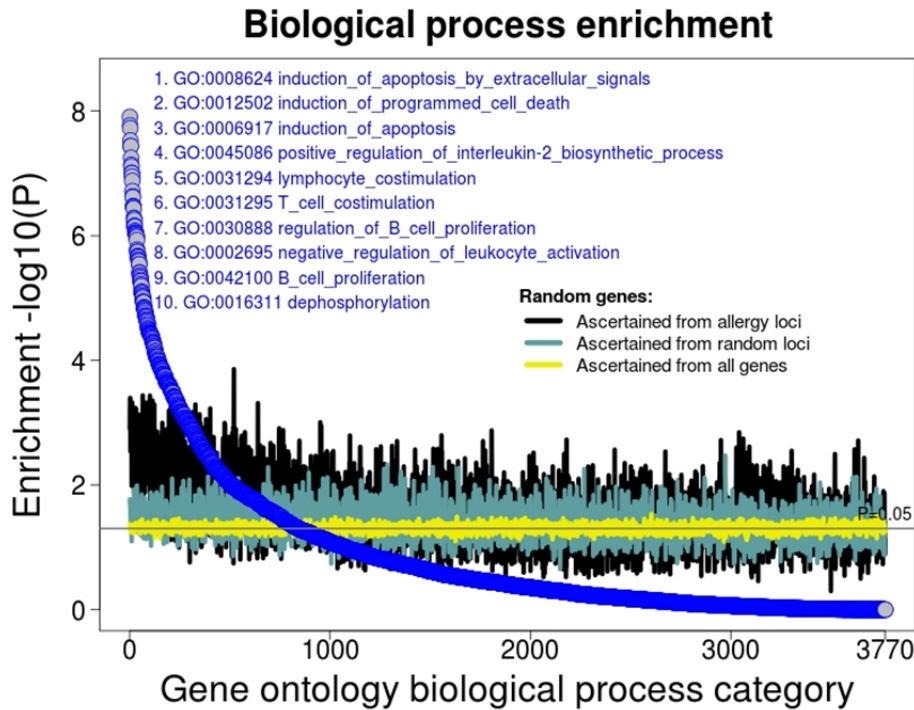 Biological process enrichment
1. GO:0008624 induction_of_apoptosis_by_extracellular_signals
2. GO:0012502 induction_of_programmed_cell_death
3. GO:0006917 induction_of_apoptosis
4. GO:0045086 positive_regulation_of_interleukin-2_biosynthetic_process
5. GO:0031294 lymphocyte_costimulation
6. GO:0031295 T_cell_costimulation
7. GO:0030888 regulation_of_B_cell_proliferation
8. GO:0002695 negative_regulation_of_leukocyte_activation
9. GO:0042100 B_cell_proliferation
10. GO:0016311 dephosphorylation
Random genes:
Ascertained from allergy loci
Ascertained from random loci
Ascertained from all genes
P=0.05
Enrichment -log10(P)
8
6
4
2
0
0 1000 2000 3000 3770
Gene ontology biological process category